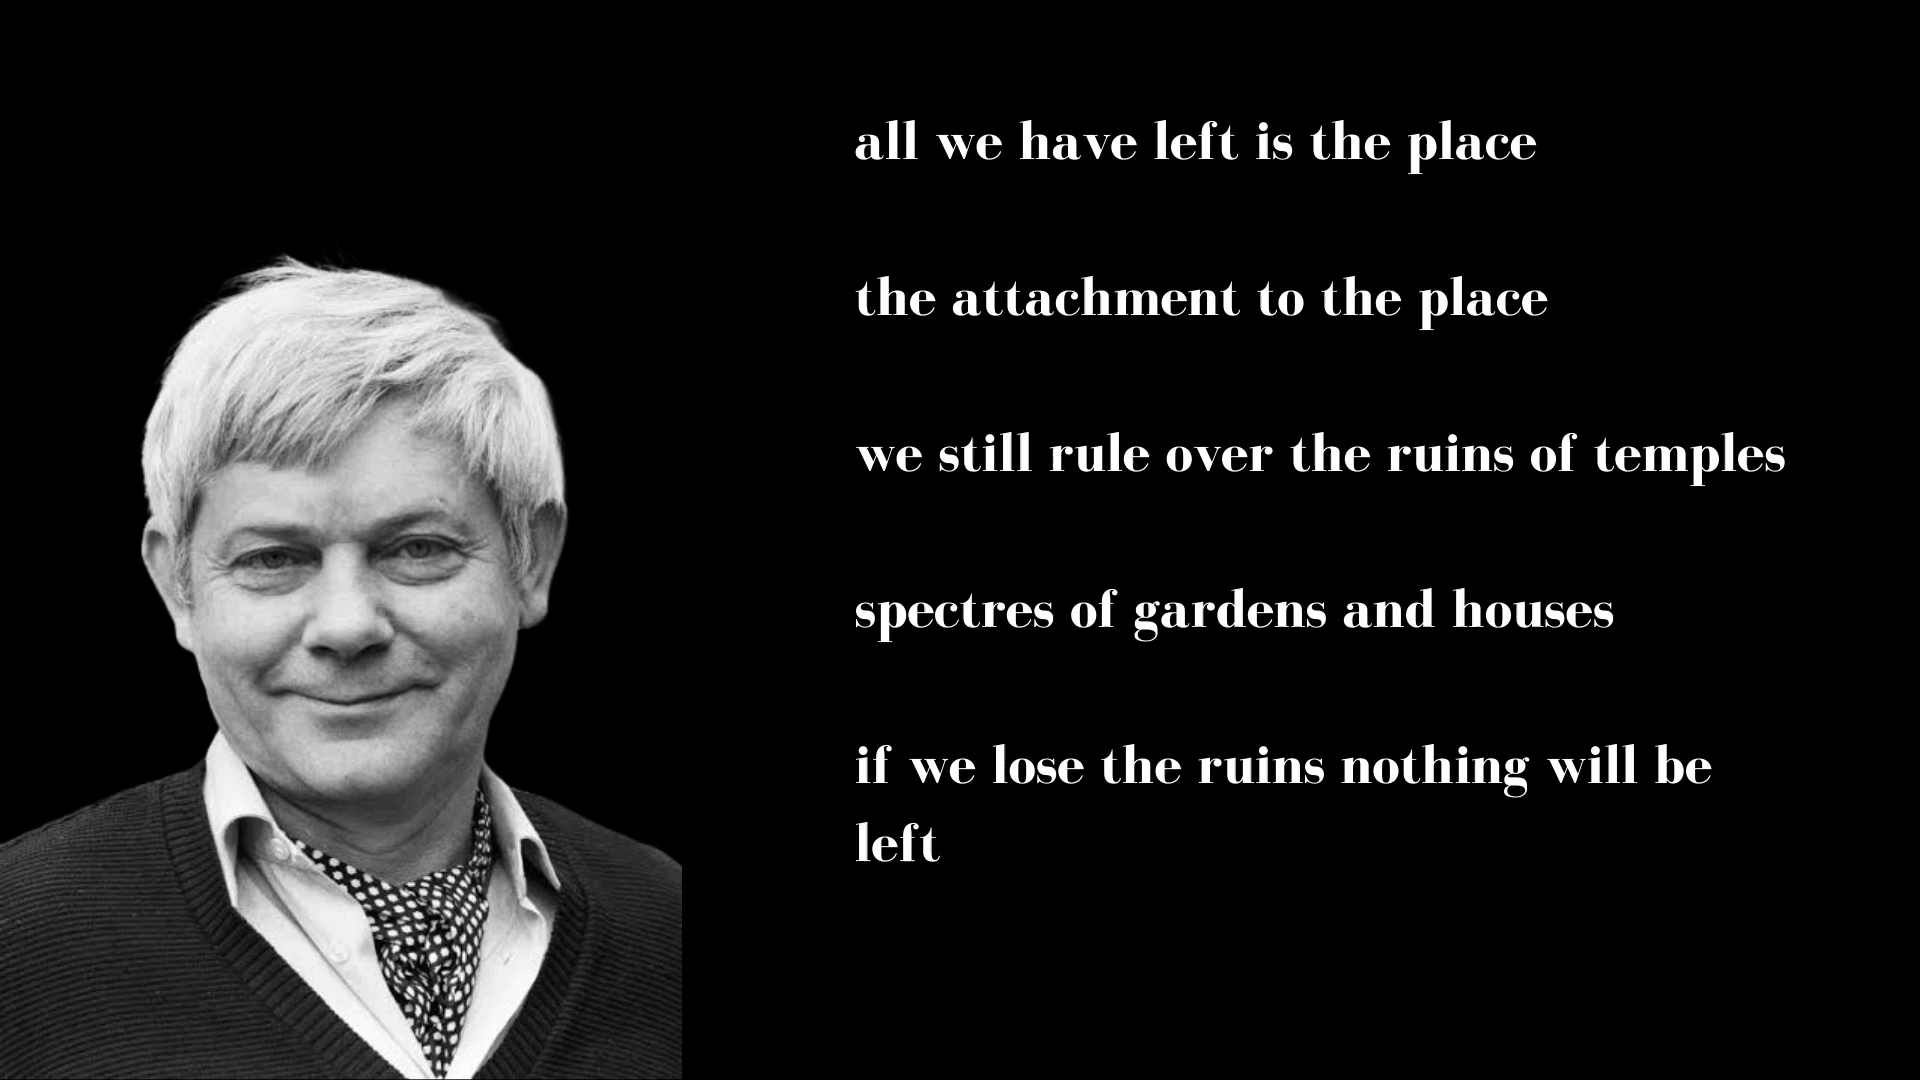 all we have left is the place
the attachment to the place
we still rule over the ruins of temples
spectres of gardens and houses
if we lose the ruins nothing will be
left